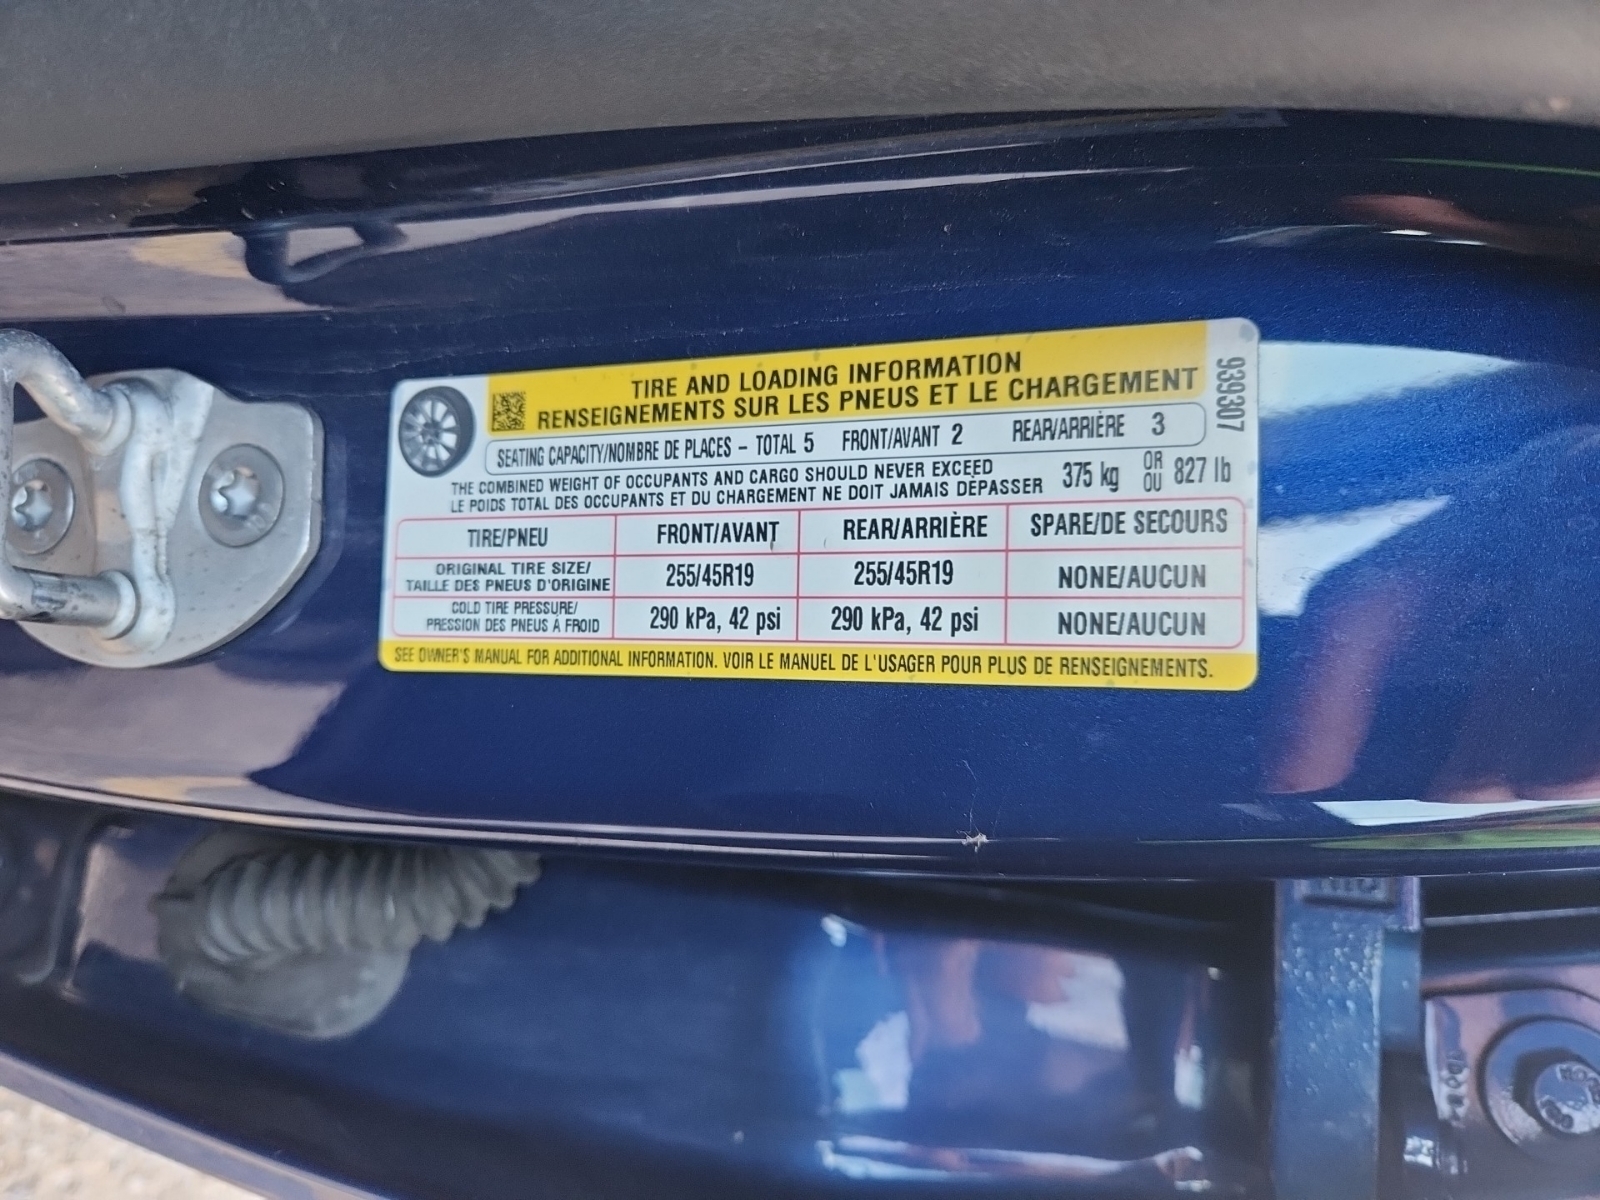 TIRE AND LOADING INFORMATION
RENSEIGNEMENTS SUR LES PNEUS ET LE CHARGEMENT
933307
SEATING CAPACITY/NOMBRE DE PLACES – TOTAL 5 FRONT/AVANT 2 REAR/ARRIÈRE 3
THE COMBINED WEIGHT OF OCCUPANTS AND CARGO SHOULD NEVER EXCEED
LE POIDS TOTAL DES OCCUPANTS ET DU CHARGEMENT NE DOIT JAMAIS DÉPASSER
375 kg OR OU 827 lb
TIRE/PNEU FRONT/AVANT REAR/ARRIÈRE SPARE/DE SECOURS
ORIGINAL TIRE SIZE/
TAILLE DES PNEUS D'ORIGINE
255/45R19 255/45R19 NONE/AUCUN
COLD TIRE PRESSURE/
PRESSION DES PNEUS À FROID
290 kPa, 42 psi 290 kPa, 42 psi NONE/AUCUN
SEE OWNER'S MANUAL FOR ADDITIONAL INFORMATION. VOIR LE MANUEL DE L'USAGER POUR PLUS DE RENSEIGNEMENTS.